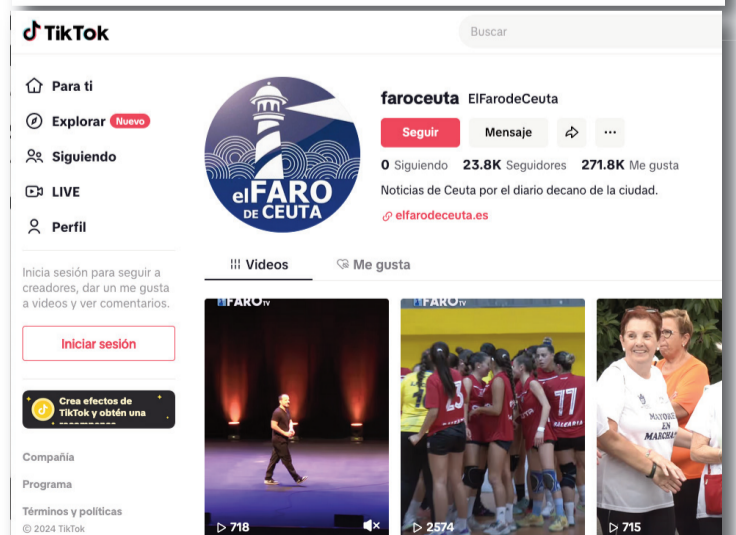 TikTok
Buscar
Para ti
Explorar Nuevo
Siguiendo
LIVE
Perfil
Inicia sesión para seguir a
creadores, dar un me gusta
a videos y ver comentarios.
Iniciar sesión
Crea efectos de
TikTok y obtén una
Compañía
Programa
Términos y políticas
© 2024 TikTok
el FARO
DE CEUTA
faroceuta ElFarodeCeuta
Seguir Mensaje ...
0 Siguiendo 23.8K Seguidores 271.8K Me gusta
Noticias de Ceuta por el diario decano de la ciudad.
elfarodeceuta.es
Videos Me gusta
FARO TV
718
FARO TV
23
77
2574
MAYORES
EN
MARCHA
715